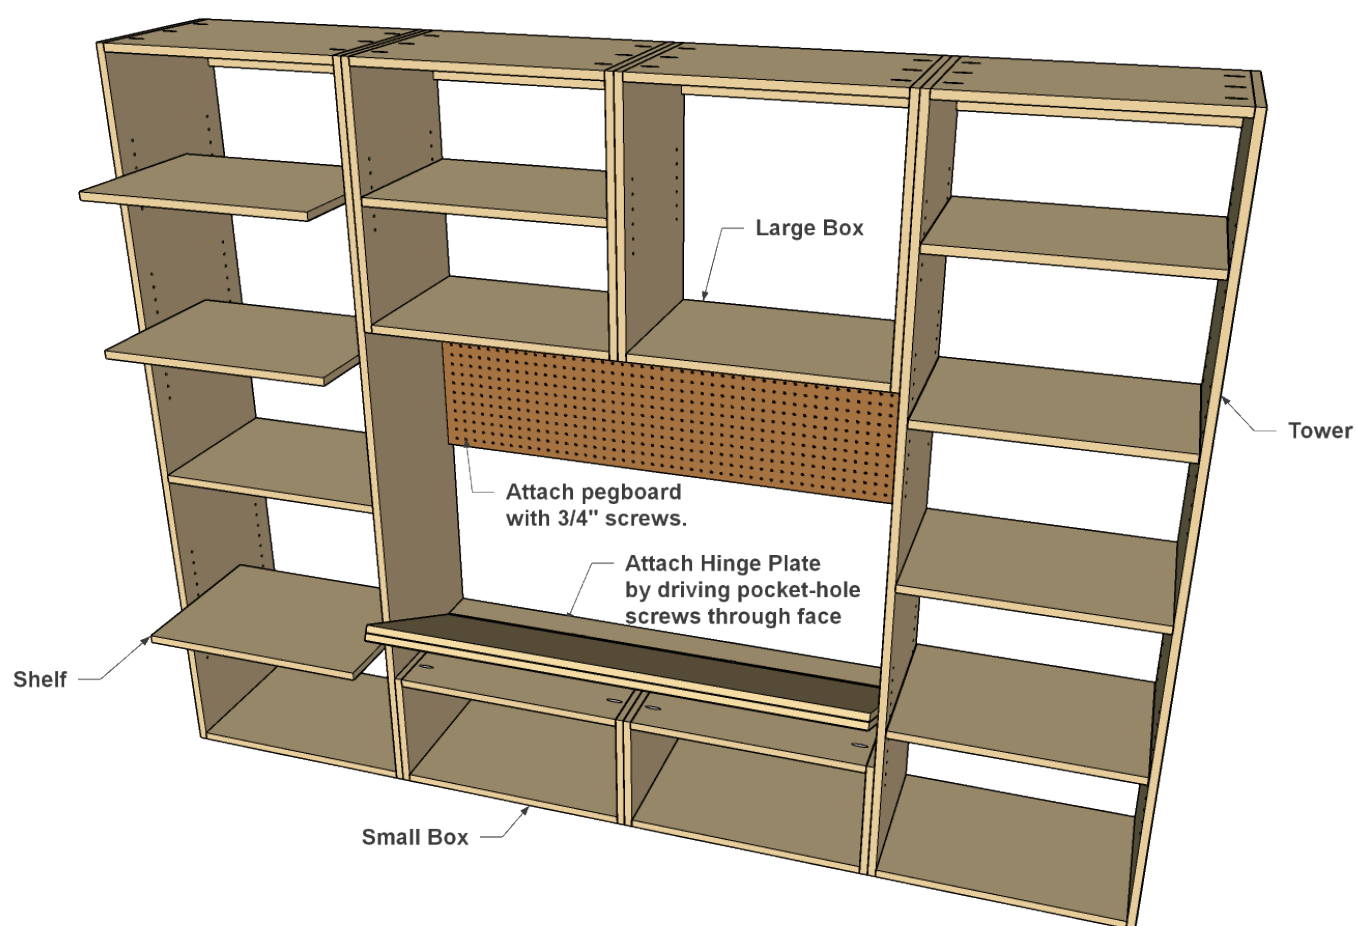 Large Box
Tower
Attach pegboard
with 3/4" screws.
Attach Hinge Plate
by driving pocket-hole
screws through face
Shelf
Small Box